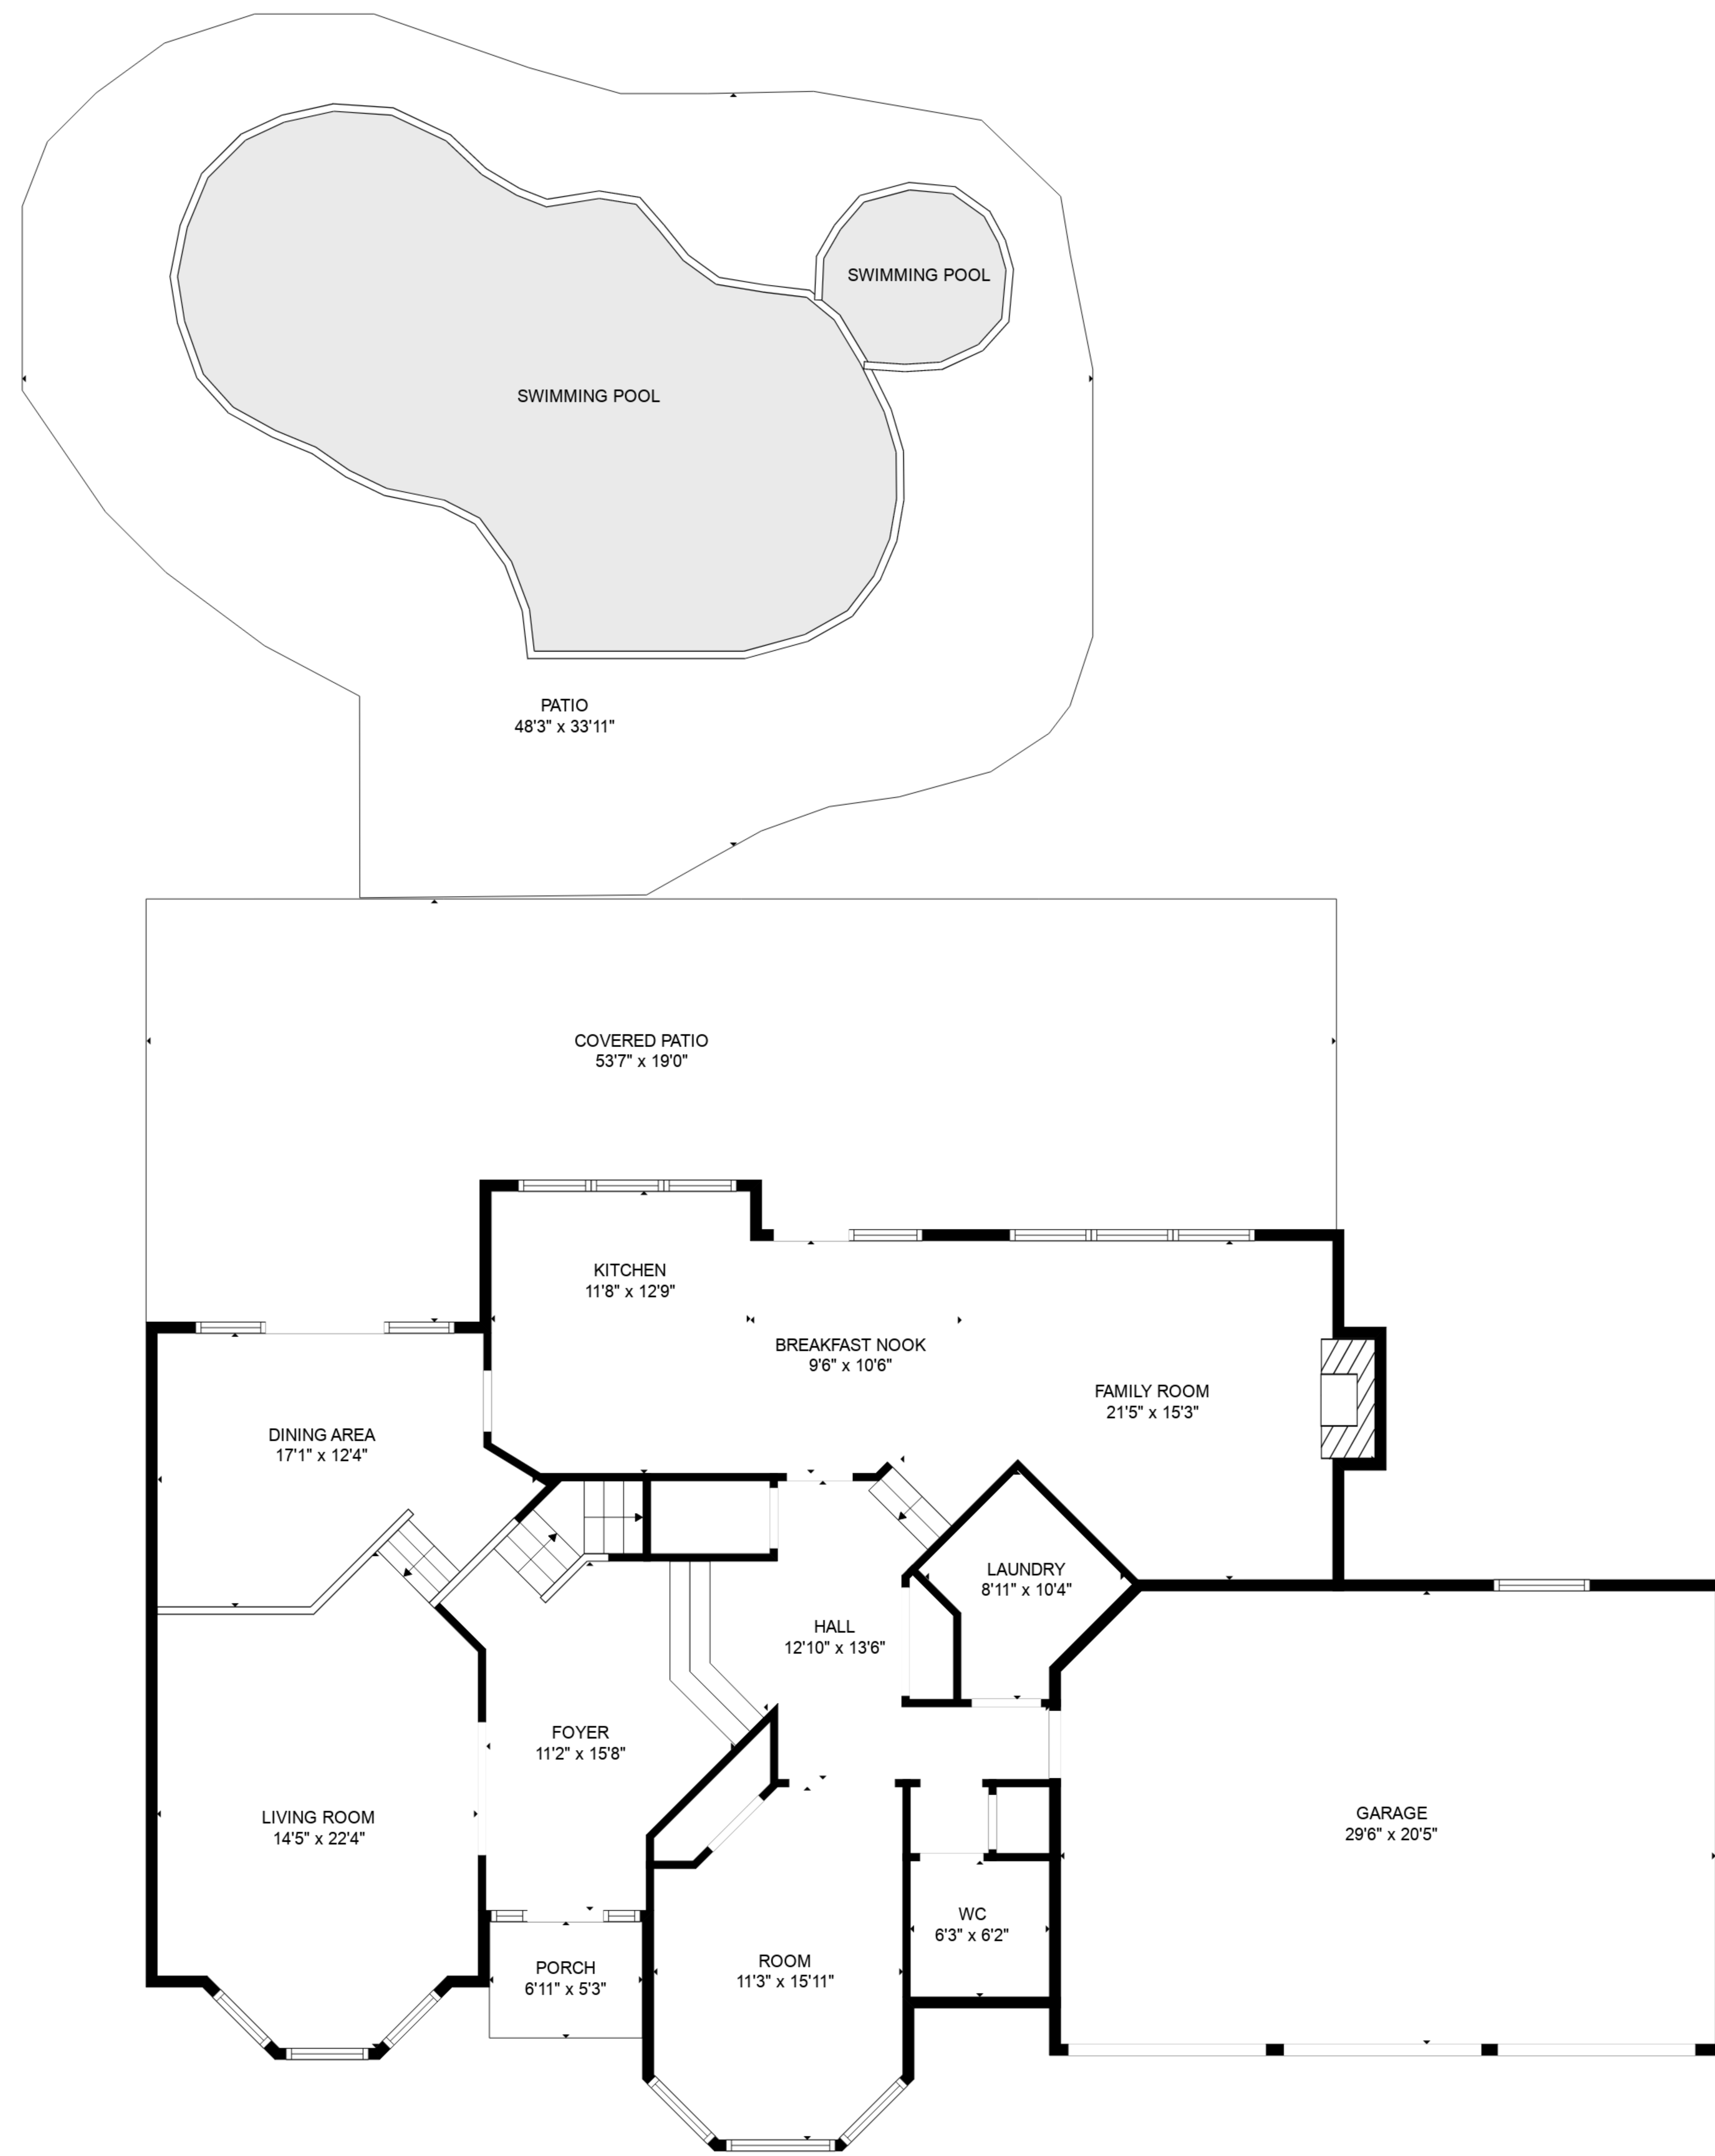 SWIMMING POOL
SWIMMING POOL
PATIO
48'3" x 33'11"
COVERED PATIO
53'7" x 19'0"
KITCHEN
11'8" x 12'9"
BREAKFAST NOOK
9'6" x 10'6"
FAMILY ROOM
21'5" x 15'3"
DINING AREA
17'1" x 12'4"
LAUNDRY
8'11" x 10'4"
HALL
12'10" x 13'6"
FOYER
11'2" x 15'8"
LIVING ROOM
14'5" x 22'4"
GARAGE
29'6" x 20'5"
WC
6'3" x 6'2"
PORCH
6'11" x 5'3"
ROOM
11'3" x 15'11"